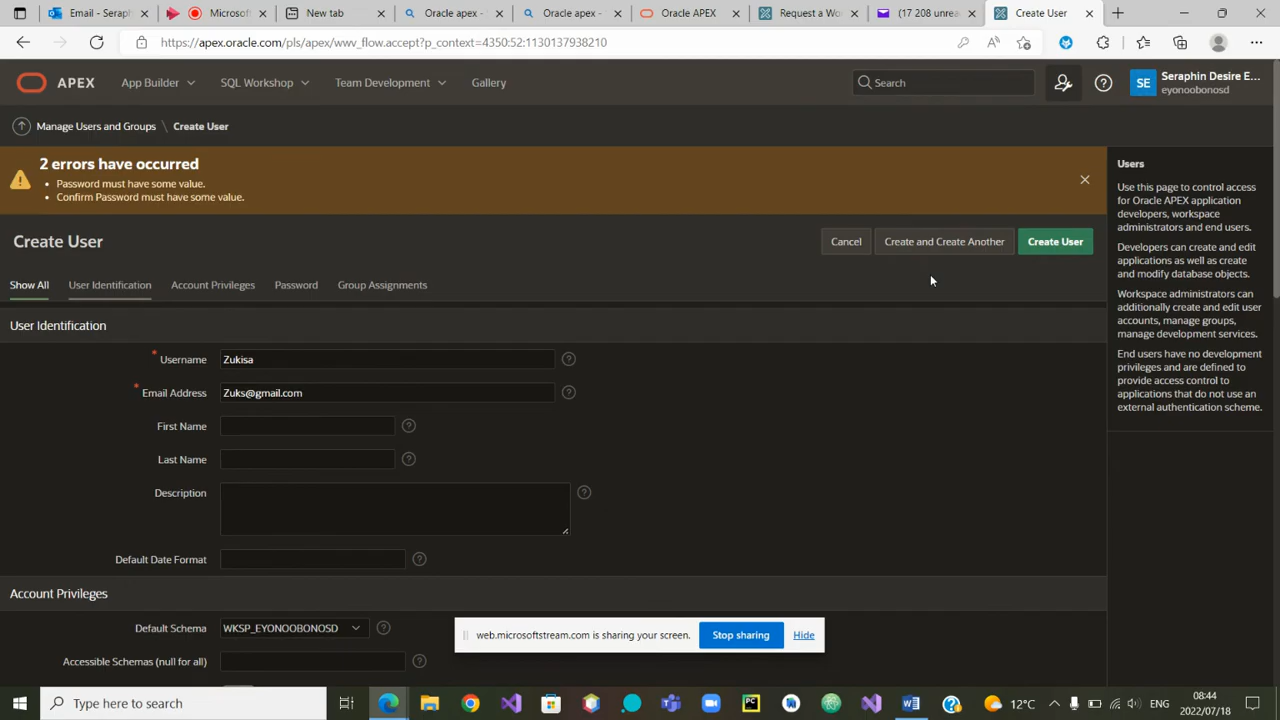 Email - Seraph
Microsof
New tab
Oracle apex -
Oracle apex -
Oracle APEX
Request a Wo
(17 208 unrea
Create User
https://apex.oracle.com/pls/apex/wwv_flow.accept?p_context=4350:52:1130137938210
APEX
App Builder
SQL Workshop
Team Development
Gallery
Search
SE
Seraphin Desire E...
eyonoobonosd
Manage Users and Groups \ Create User
2 errors have occurred
• Password must have some value.
• Confirm Password must have some value.
Create User
Cancel
Create and Create Another
Create User
Show All
User Identification
Account Privileges
Password
Group Assignments
User Identification
* Username
Zukisa
* Email Address
Zuks@gmail.com
First Name
Last Name
Description
Default Date Format
Account Privileges
Default Schema
WKSP_EYONOOBONOSD
Accessible Schemas (null for all)
Users
Use this page to control access
for Oracle APEX application
developers, workspace
administrators and end users.
Developers can create and edit
applications as well as create
and modify database objects.
Workspace administrators can
additionally create and edit user
accounts, manage groups,
manage development services.
End users have no development
privileges and are defined to
provide access control to
applications that do not use an
external authentication scheme.
web.microsoftstream.com is sharing your screen.
Stop sharing
Hide
Type here to search
12°C
ENG
08:44
2022/07/18